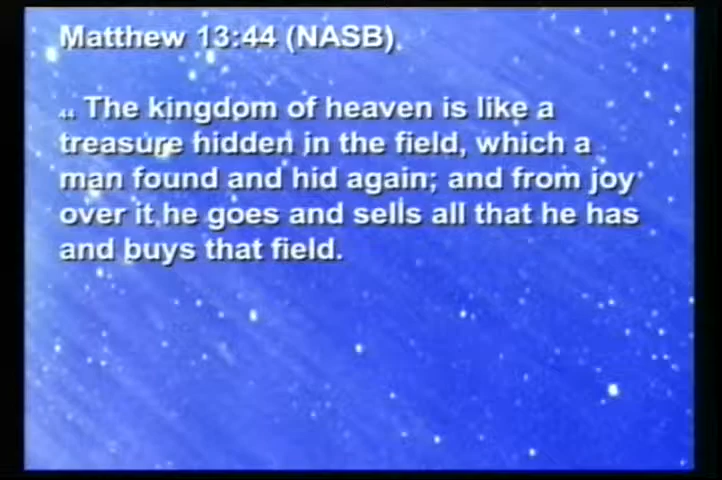 Matthew 13:44 (NASB)
44 The kingdom of heaven is like a
treasure hidden in the field, which a
man found and hid again; and from joy
over it he goes and sells all that he has
and buys that field.